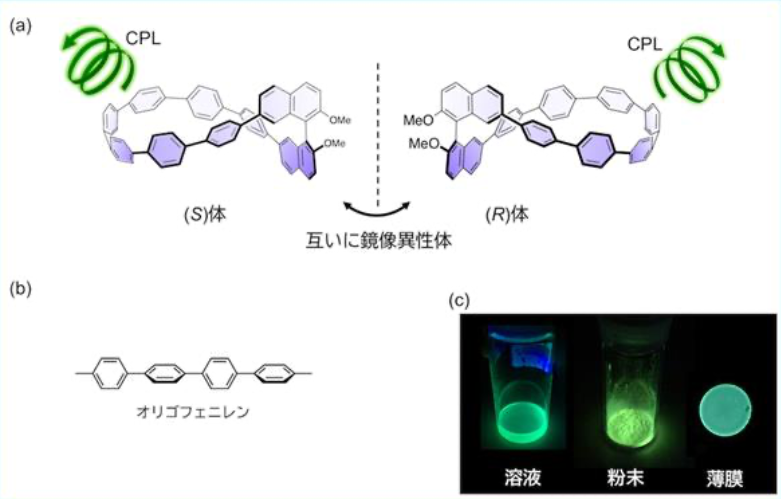 (a)
CPL
CPL
OMe
OMe
MeO
MeO
(S)体
(R)体
互いに鏡像異性体
(b)
オリゴフェニレン
(c)
溶液
粉末
薄膜